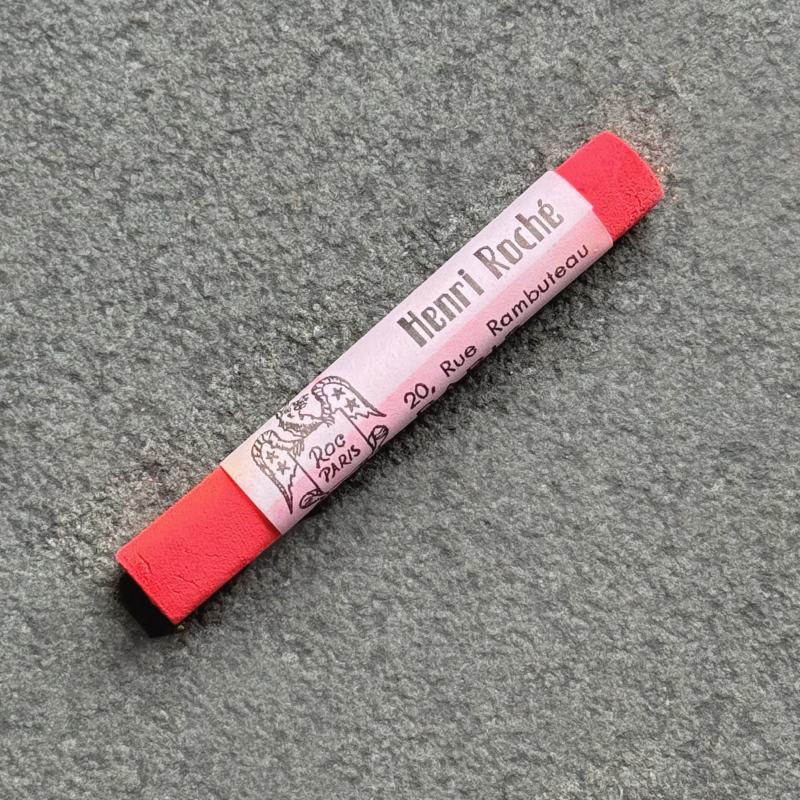 Henri Roché
20, Rue Rambuteau
ROC
PARIS